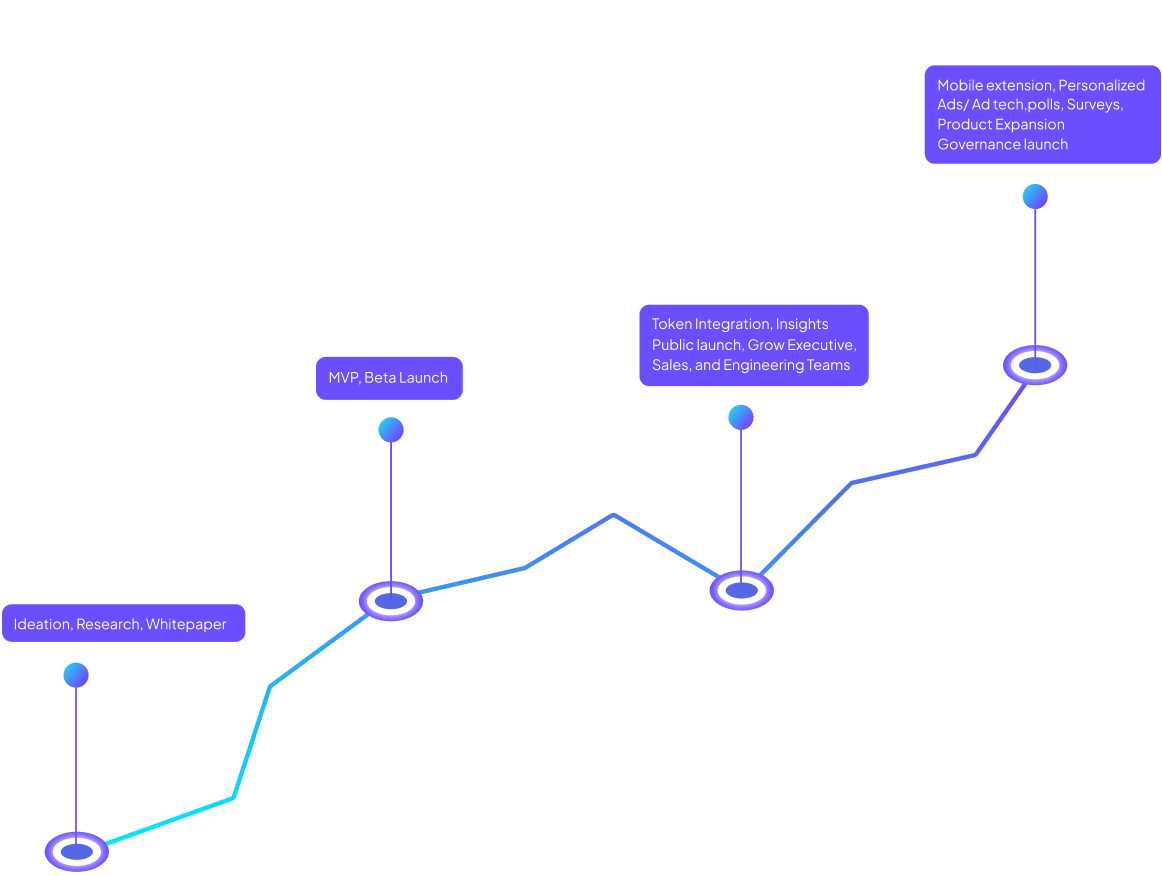 Mobile extension, Personalized
Ads/ Ad tech,polls, Surveys,
Product Expansion
Governance launch
Token Integration, Insights
Public launch, Grow Executive,
Sales, and Engineering Teams
MVP, Beta Launch
Ideation, Research, Whitepaper